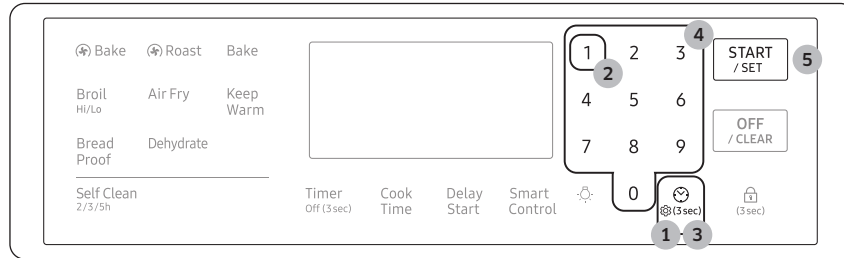 Bake Roast Bake
Broil Air Fry Keep
Hi/Lo Warm
Bread Dehydrate
Proof
Self Clean
2/3/5h
Timer Cook Delay Smart
Off (3 sec) Time Start Control
1 2 3
4 5 6
7 8 9
0
(3 sec)
(3 sec)
START
/ SET
OFF
/ CLEAR
4
2
5
1 3